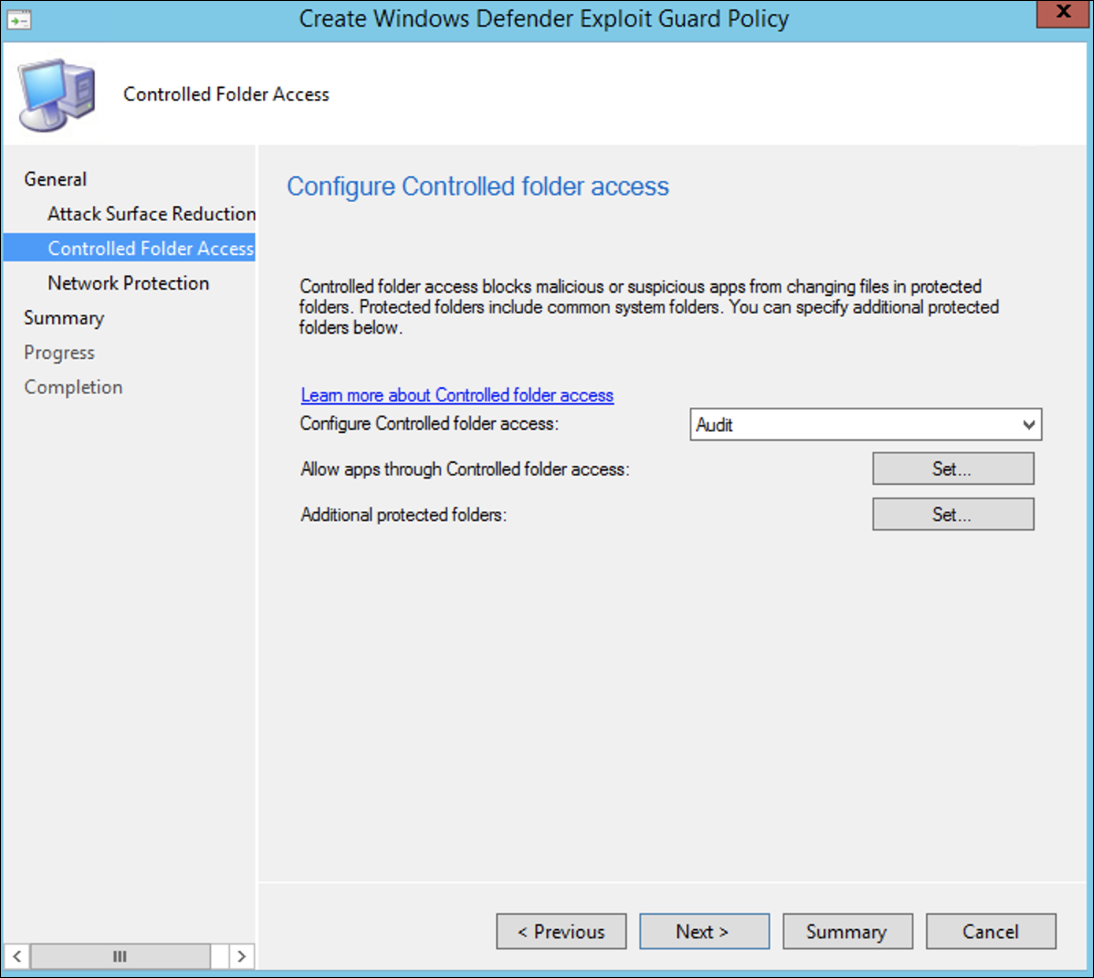 Create Windows Defender Exploit Guard Policy
X
Controlled Folder Access
General
Attack Surface Reduction
Controlled Folder Access
Network Protection
Summary
Progress
Completion
Configure Controlled folder access
Controlled folder access blocks malicious or suspicious apps from changing files in protected
folders. Protected folders include common system folders. You can specify additional protected
folders below.
Learn more about Controlled folder access
Configure Controlled folder access:
Audit
Allow apps through Controlled folder access:
Set...
Additional protected folders:
Set...
< Previous
Next >
Summary
Cancel